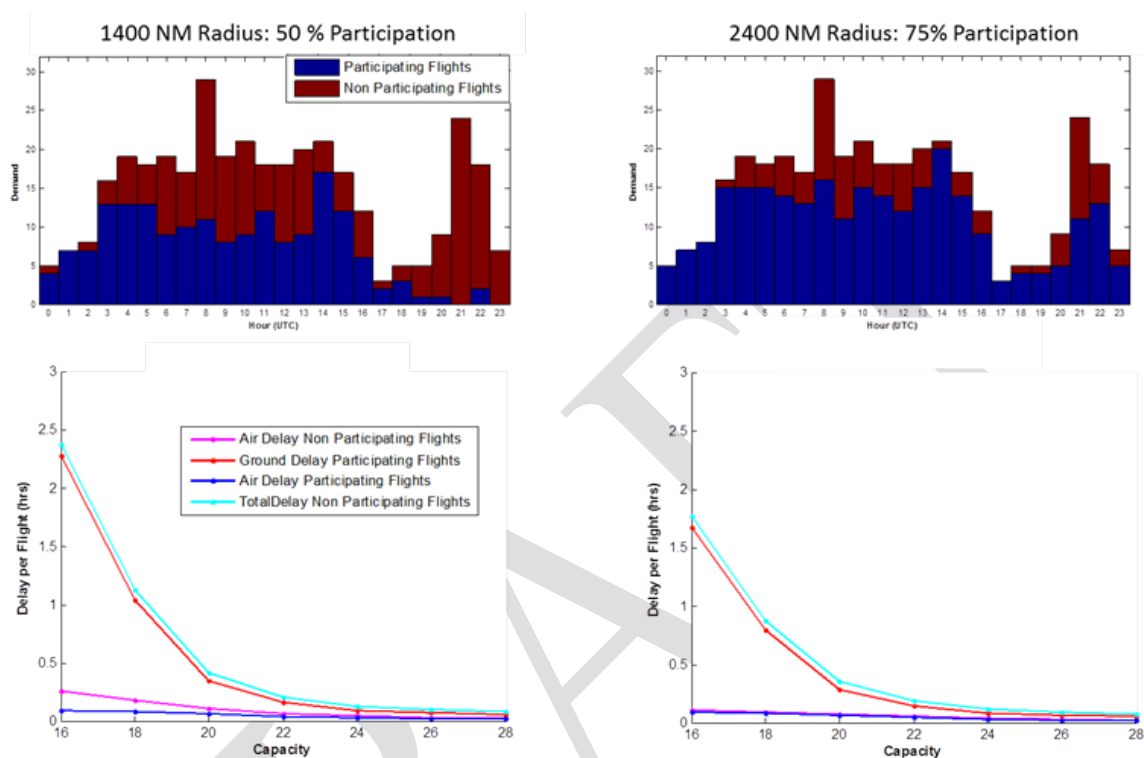 1400 NM Radius: 50 % Participation
Participating Flights
Non Participating Flights
30
25
20
15
10
5
0
Demand
0 1 2 3 4 5 6 7 8 9 10 11 12 13 14 15 16 17 18 19 20 21 22 23
Hour (UTC)
2400 NM Radius: 75% Participation
30
25
20
15
10
5
0
Demand
0 1 2 3 4 5 6 7 8 9 10 11 12 13 14 15 16 17 18 19 20 21 22 23
Hour (UTC)
3
2.5
2
1.5
1
0.5
0
Delay per Flight (hrs)
Air Delay Non Participating Flights
Ground Delay Participating Flights
Air Delay Participating Flights
TotalDelay Non Participating Flights
16 18 20 22 24 26 28
Capacity
3
2.5
2
1.5
1
0.5
0
Delay per Flight (hrs)
16 18 20 22 24 26 28
Capacity